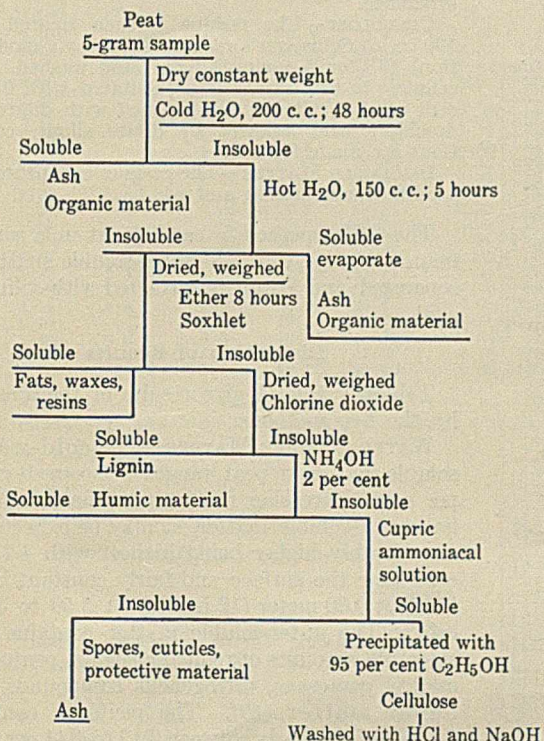 Peat
5-gram sample
Dry constant weight
Cold H₂O, 200 c. c.; 48 hours
Soluble Insoluble
Ash
Organic material
Hot H₂O, 150 c. c.; 5 hours
Insoluble Soluble
evaporate
Dried, weighed
Ether 8 hours
Soxhlet
Ash
Organic material
Soluble Insoluble
Fats, waxes,
resins
Dried, weighed
Chlorine dioxide
Soluble Insoluble
Lignin
NH₄OH
2 per cent
Soluble Humic material Insoluble
Cupric
ammoniacal
solution
Insoluble Soluble
Spores, cuticles,
protective material
Ash
Precipitated with
95 per cent C₂H₅OH
Cellulose
Washed with HCl and NaOH